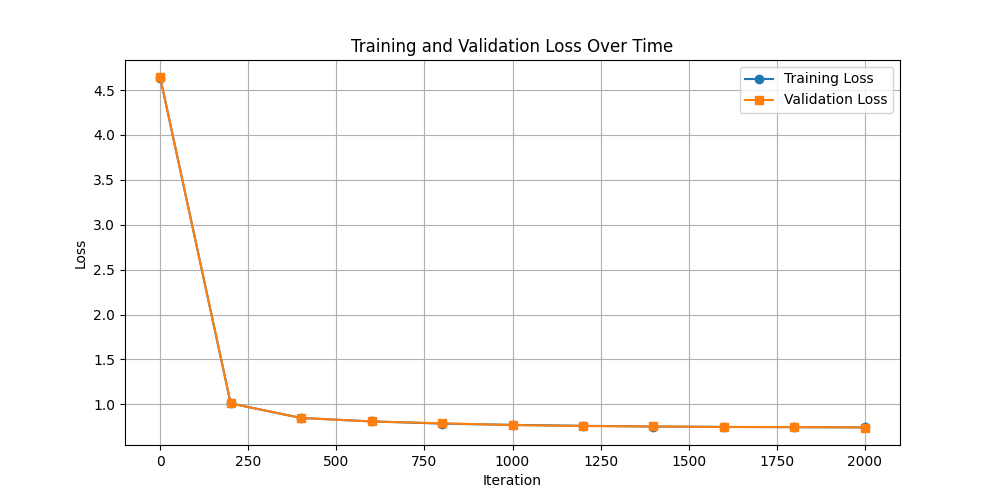 Training and Validation Loss Over Time
Training Loss
Validation Loss
4.5
4.0
3.5
3.0
2.5
2.0
1.5
1.0
Loss
0 250 500 750 1000 1250 1500 1750 2000
Iteration